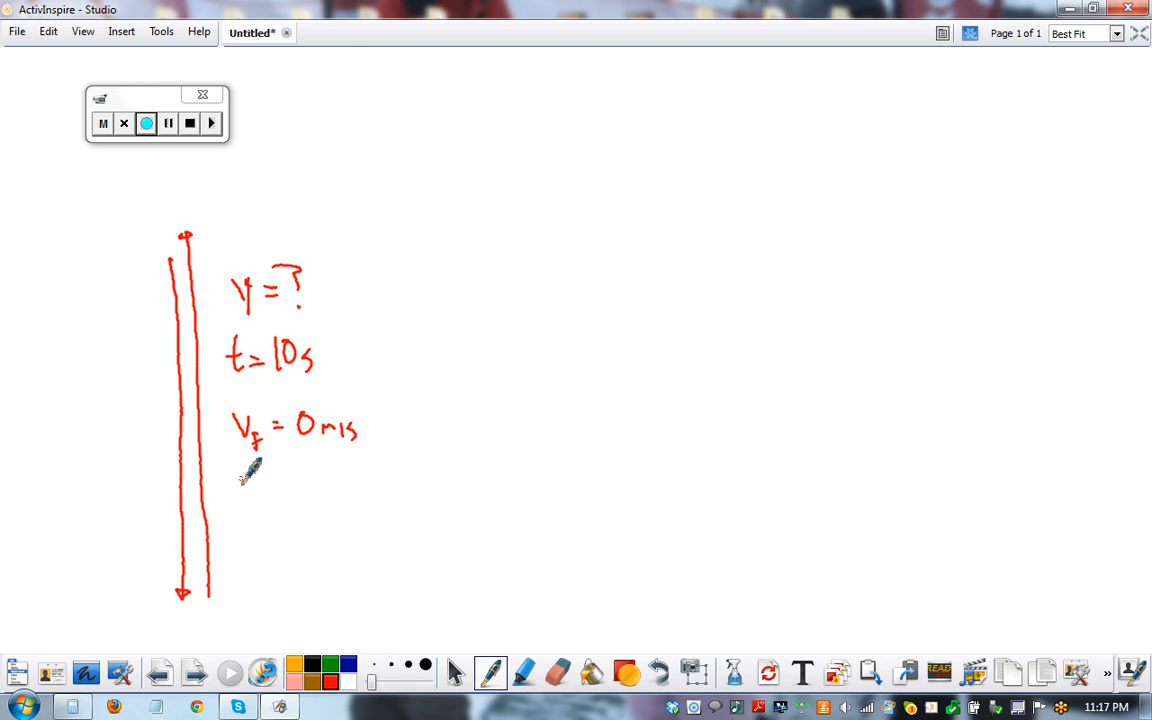 ActivInspire - Studio
File Edit View Insert Tools Help Untitled* Page 1 of 1 Best Fit
M
y = ?
t = 10s
Vf = 0 m/s
T
READ
»
11:17 PM